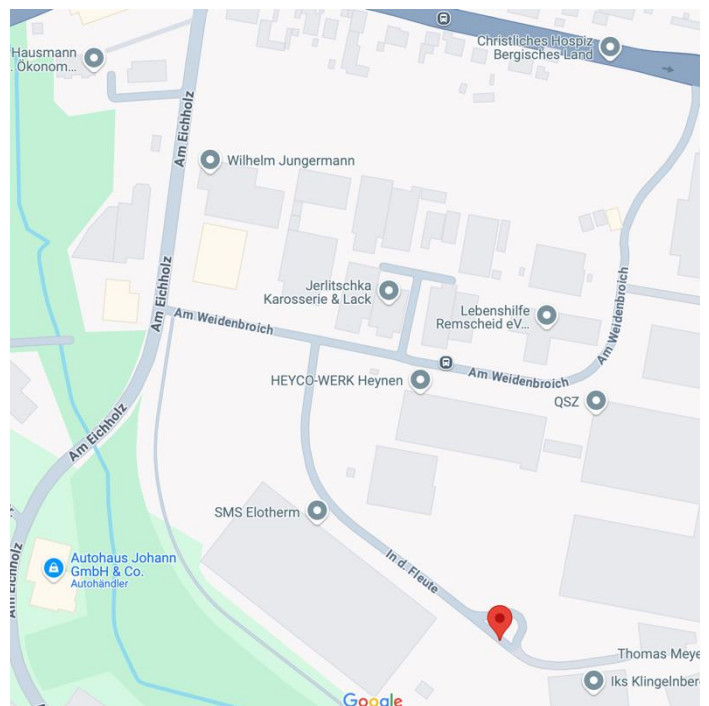 Hausmann
. Ökonom...
Christliches Hospiz
Bergisches Land
Am Eichholz
Wilhelm Jungermann
Am Eichholz
Jerlitschka
Karosserie & Lack
Am Weidenbroich
Lebenshilfe
Remscheid eV...
Am Weidenbroich
HEYCO-WERK Heynen
Am Weidenbroich
QSZ
Am Eichholz
SMS Elotherm
Am Eichholz
Autohaus Johann
GmbH & Co.
Autohändler
In d. Fleute
Thomas Meye
Iks Klingelnber
Google